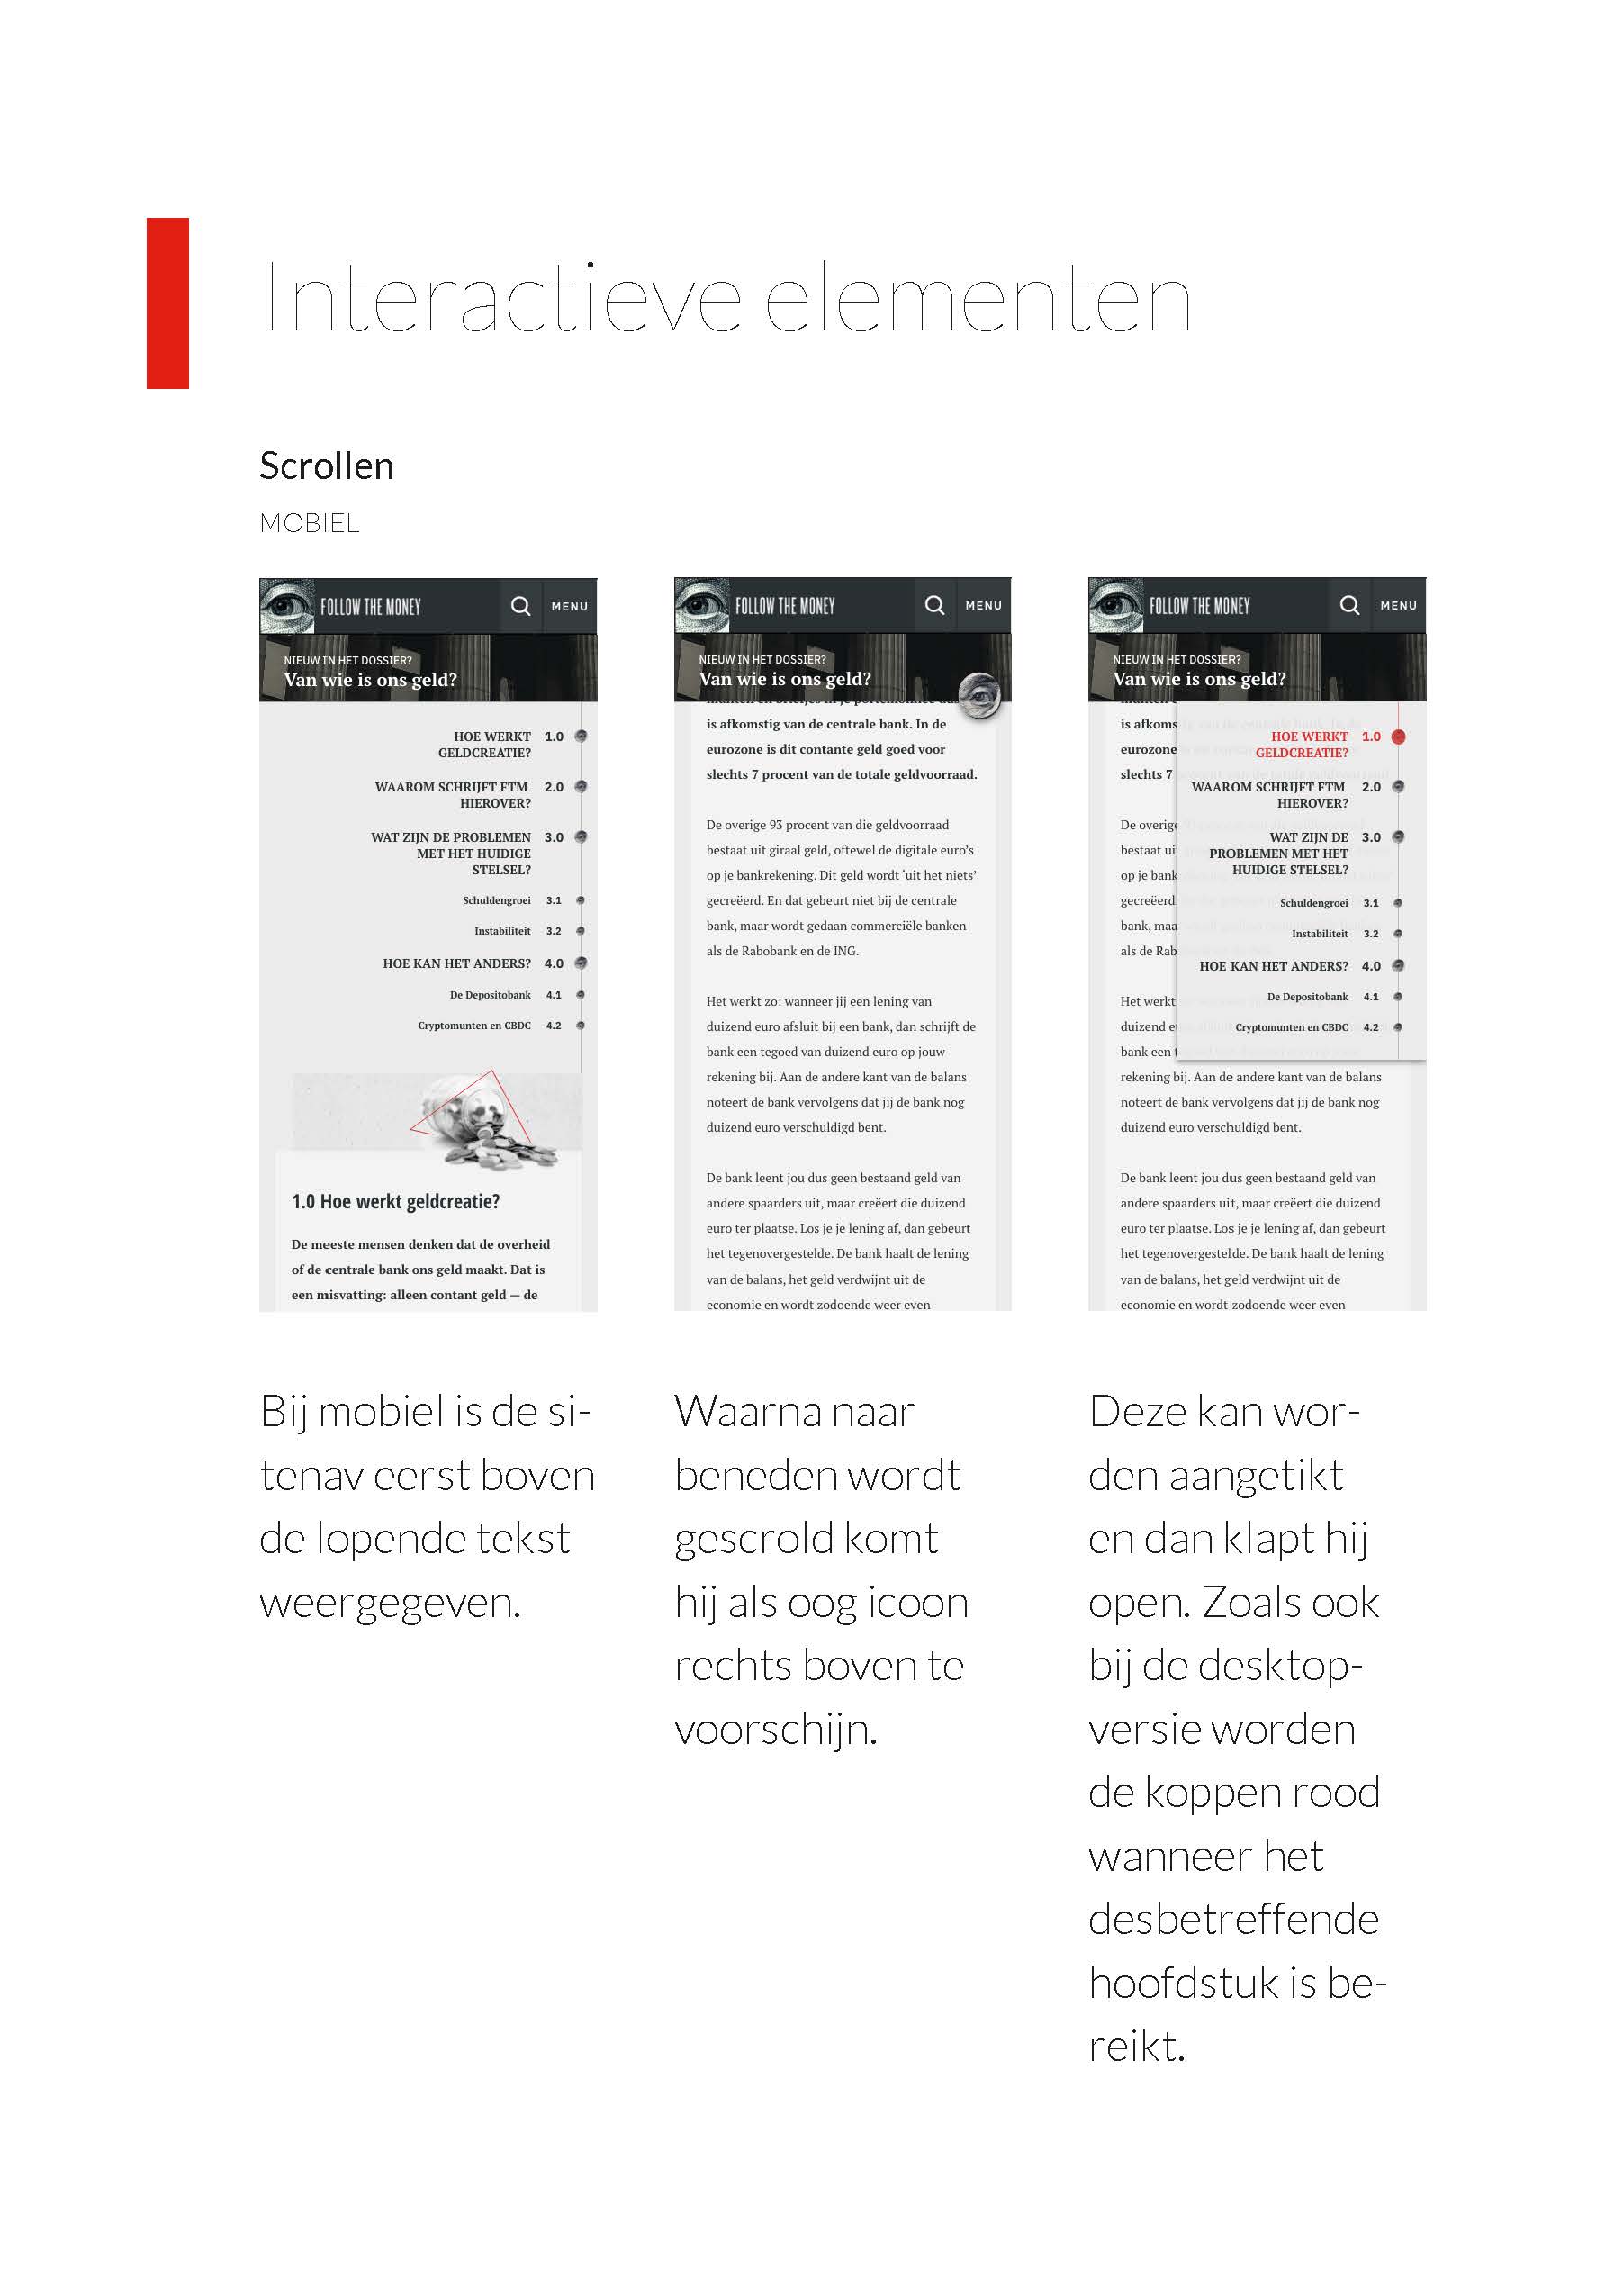 Interactieve elementen
Scrollen
MOBIEL
FOLLOW THE MONEY
MENU
NIEUW IN HET DOSSIER?
Van wie is ons geld?
HOE WERKT 1.0
GELDCREATIE?
WAAROM SCHRIJFT FTM 2.0
HIEROVER?
WAT ZIJN DE PROBLEMEN 3.0
MET HET HUIDIGE
STELSEL?
Schuldengroei 3.1
Instabiliteit 3.2
HOE KAN HET ANDERS? 4.0
De Depositobank 4.1
Cryptomunten en CBDC 4.2
1.0 Hoe werkt geldcreatie?
De meeste mensen denken dat de overheid
of de centrale bank ons geld maakt. Dat is
een misvatting: alleen contant geld — de
Bij mobiel is de si-
tenav eerst boven
de lopende tekst
weergegeven.
FOLLOW THE MONEY
MENU
NIEUW IN HET DOSSIER?
Van wie is ons geld?
is afkomstig van de centrale bank. In de
eurozone is dit contante geld goed voor
slechts 7 procent van de totale geldvoorraad.
De overige 93 procent van die geldvoorraad
bestaat uit giraal geld, oftewel de digitale euro’s
op je bankrekening. Dit geld wordt ‘uit het niets’
gecreëerd. En dat gebeurt niet bij de centrale
bank, maar wordt gedaan commerciële banken
als de Rabobank en de ING.
Het werkt zo: wanneer jij een lening van
duizend euro afsluit bij een bank, dan schrijft de
bank een tegoed van duizend euro op jouw
rekening bij. Aan de andere kant van de balans
noteert de bank vervolgens dat jij de bank nog
duizend euro verschuldigd bent.
De bank leent jou dus geen bestaand geld van
andere spaarders uit, maar creëert die duizend
euro ter plaatse. Los je je lening af, dan gebeurt
het tegenovergestelde. De bank haalt de lening
van de balans, het geld verdwijnt uit de
economie en wordt zodoende weer even
Waarna naar
beneden wordt
gescrold komt
hij als oog icoon
rechts boven te
voorschijn.
FOLLOW THE MONEY
MENU
NIEUW IN HET DOSSIER?
Van wie is ons geld?
is afkoms
eurozone
slechts 7
De overige
bestaat ui
op je bank
gecreëerd
bank, maa
als de Rab
Het werkt
duizend e
bank een t
HOE WERKT 1.0
GELDCREATIE?
WAAROM SCHRIJFT FTM 2.0
HIEROVER?
WAT ZIJN DE 3.0
PROBLEMEN MET HET
HUIDIGE STELSEL?
Schuldengroei 3.1
Instabiliteit 3.2
HOE KAN HET ANDERS? 4.0
De Depositobank 4.1
Cryptomunten en CBDC 4.2
rekening bij. Aan de andere kant van de balans
noteert de bank vervolgens dat jij de bank nog
duizend euro verschuldigd bent.
De bank leent jou dus geen bestaand geld van
andere spaarders uit, maar creëert die duizend
euro ter plaatse. Los je je lening af, dan gebeurt
het tegenovergestelde. De bank haalt de lening
van de balans, het geld verdwijnt uit de
economie en wordt zodoende weer even
Deze kan wor-
den aangetikt
en dan klapt hij
open. Zoals ook
bij de desktop-
versie worden
de koppen rood
wanneer het
desbetreffende
hoofdstuk is be-
reikt.